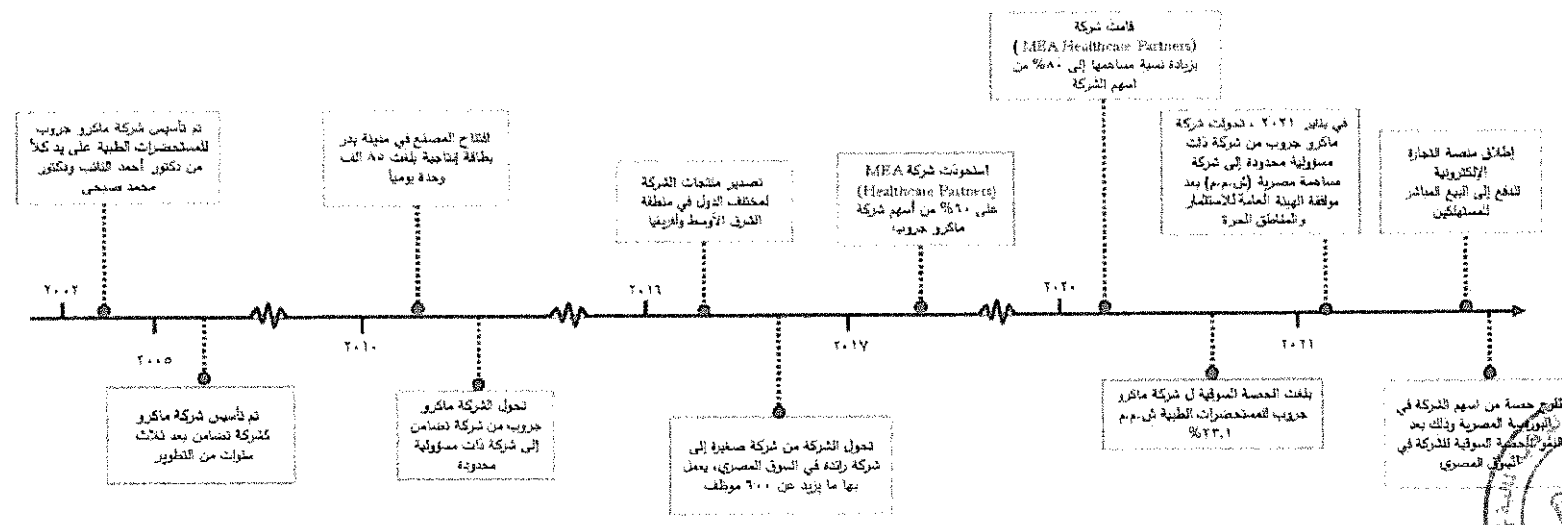 قامت شركة
(MEA Healthcare Partners)
بزيادة نسبة مساهمها إلى ٨٠% من
اسهم الشركة
تم تأسيس شركة ماكرو جروب
للمستحضرات الطبية على يد كلاً
من دكتور أحمد النائب ودكتور
محمد صبحي
افتتاح المصنع في مدينة بدر
بطاقة إنتاجية بلغت ٨٥ الف
وحدة يومياً
تصدير منتجات الشركة
لمختلف الدول في منطقة
الشرق الأوسط وأفريقيا
استحوذت شركة MEA
(Healthcare Partners)
على ٦٠% من أسهم شركة
ماكرو جروب
في يناير ٢٠٢١ ، تحولت شركة
ماكرو جروب من شركة ذات
مسؤولية محدودة إلى شركة
مساهمة مصرية (ش.م.م) بعد
موافقة الهيئة العامة للاستثمار
والمناطق الحرة
إطلاق منصة التجارة
الإلكترونية
للدفع إلى البيع المباشر
للمستهلكين
٢٠٠٢
٢٠١٦
٢٠٢٠
٢٠٠٥
٢٠١٠
٢٠١٧
٢٠٢١
تم تأسيس شركة ماكرو
كشركة تضامن بعد ثلاث
سنوات من التطوير
تحول الشركة ماكرو
جروب من شركة تضامن
إلى شركة ذات مسؤولية
محدودة
تحول الشركة من شركة صغيرة إلى
شركة رائدة في السوق المصري، يعمل
بها ما يزيد عن ٦٠٠ موظف
بلغت الحصة السوقية ل شركة ماكرو
جروب للمستحضرات الطبية ش.م.م
٢٣.١%
حصة من اسهم الشركة في
البورصة المصرية وذلك بعد
السوقية للشركة في
السوق المصري